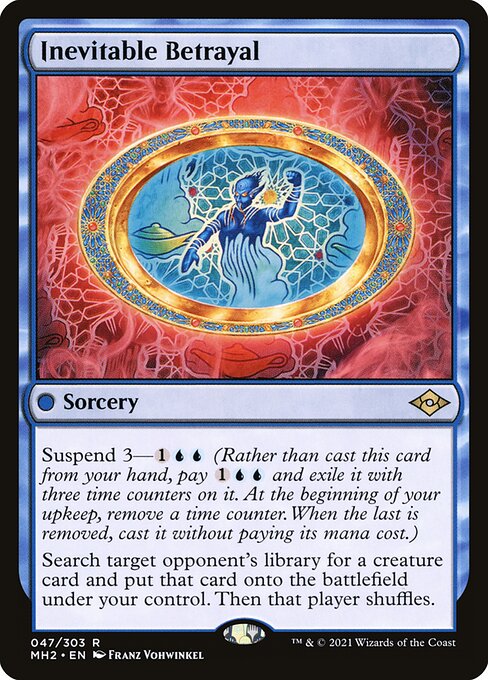 Inevitable Betrayal
Sorcery
Suspend 3—1 (Rather than cast this card
from your hand, pay 1 and exile it with
three time counters on it. At the beginning of your
upkeep, remove a time counter. When the last is
removed, cast it without paying its mana cost.)
Search target opponent's library for a creature
card and put that card onto the battlefield
under your control. Then that player shuffles.
047/303 R
MH2 • EN Franz Vohwinkel
™ & © 2021 Wizards of the Coast